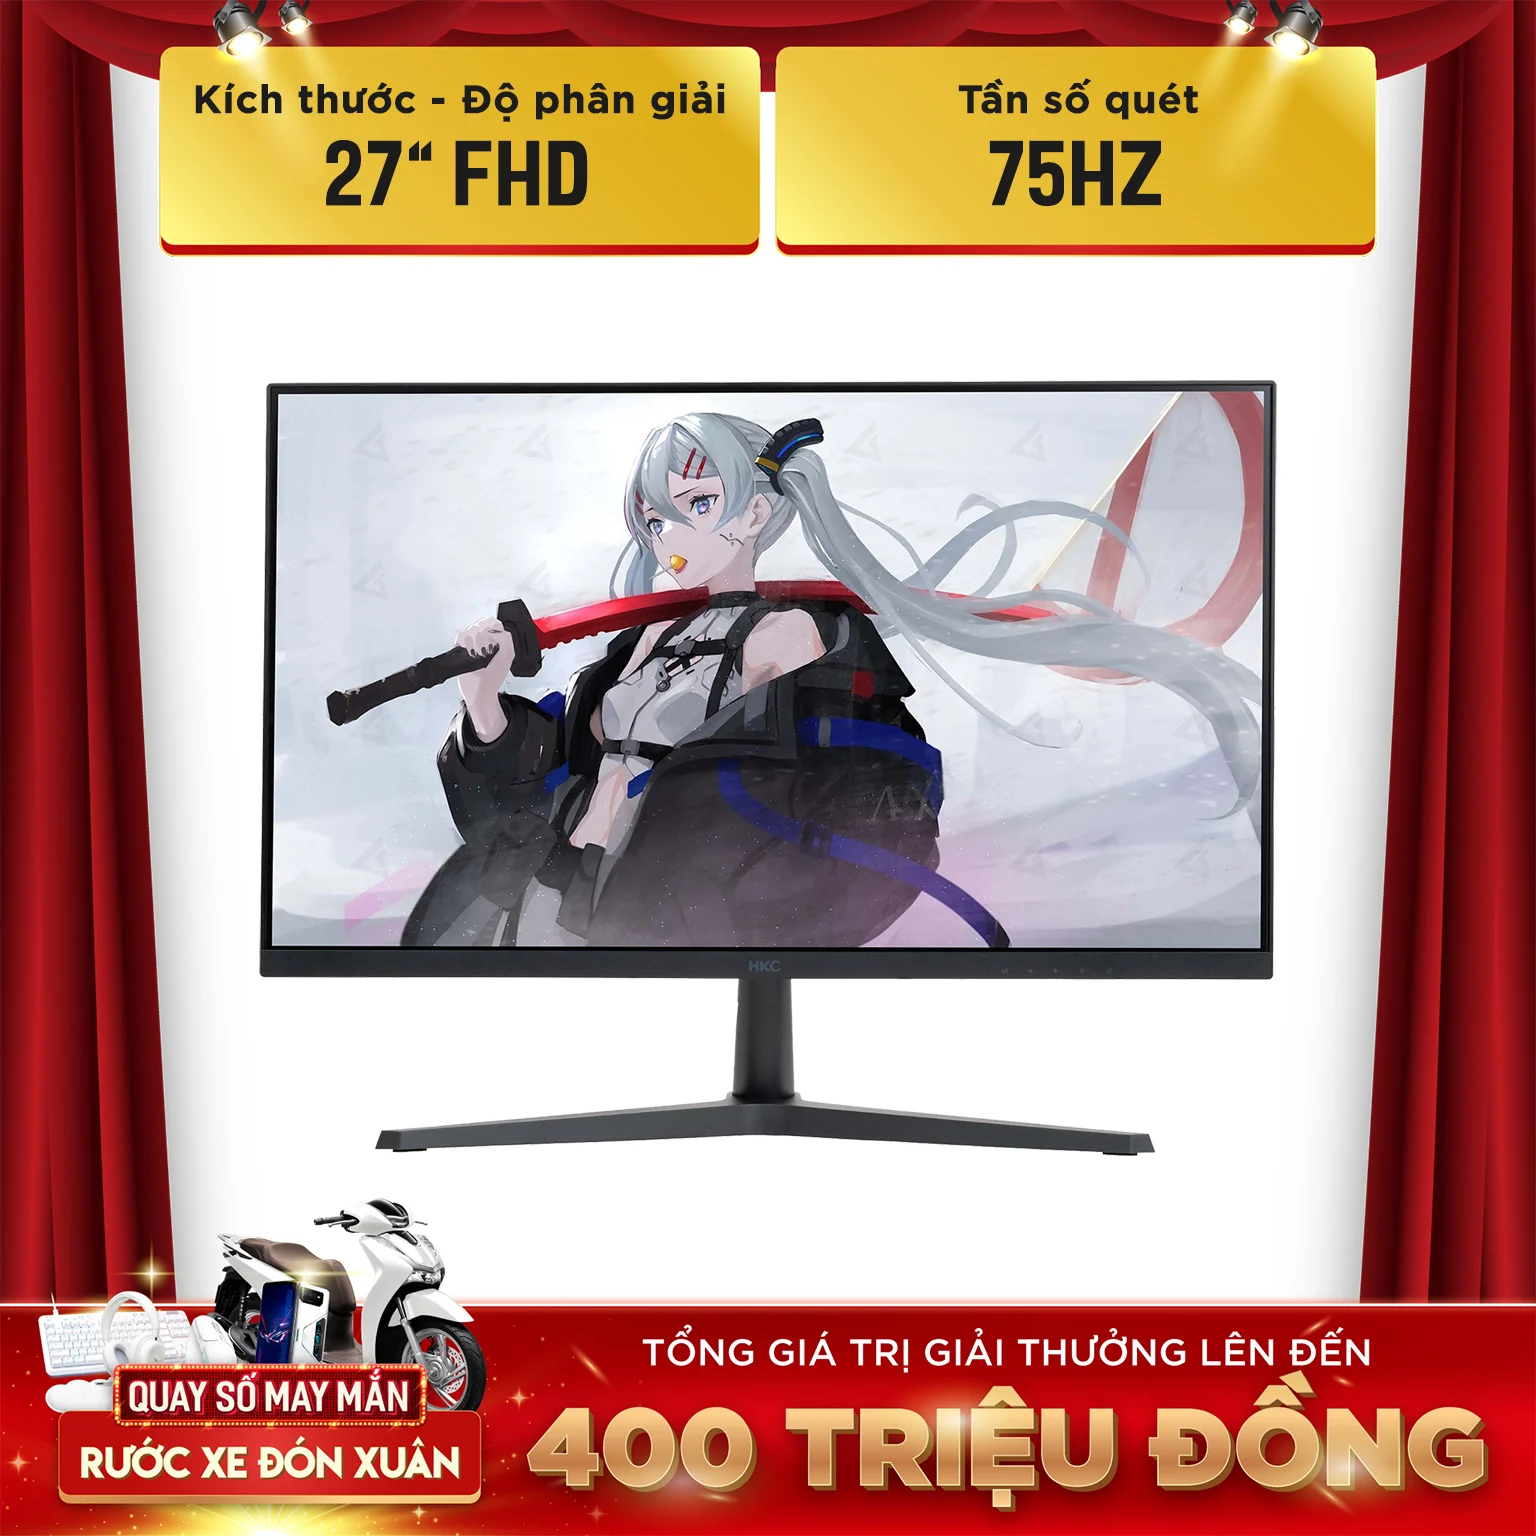 Kích thước - Độ phân giải
27“ FHD
Tần số quét
75HZ
HKC
QUAY SỐ MAY MẮN
RƯỚC XE ĐÓN XUÂN
TỔNG GIÁ TRỊ GIẢI THƯỞNG LÊN ĐẾN
400 TRIỆU ĐỒNG